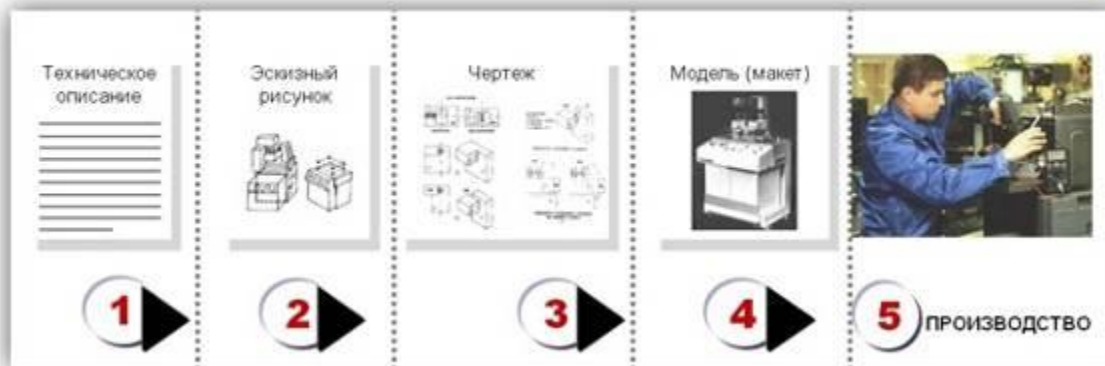 Техническое
описание
Эскизный
рисунок
Чертеж
Модель (макет)
1
2
3
4
5
ПРОИЗВОДСТВО